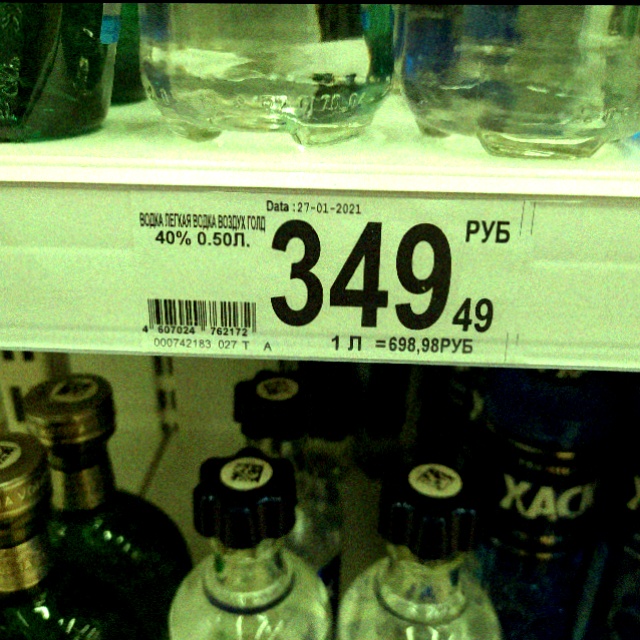 Data :27-01-2021
ВОДКА ЛЕГКАЯ ВОДКА ВОЗДУХ ГОЛД
40% 0.50Л.
349 49 РУБ
4 607024 762172
000742183 027 T A
1 Л =698,98РУБ